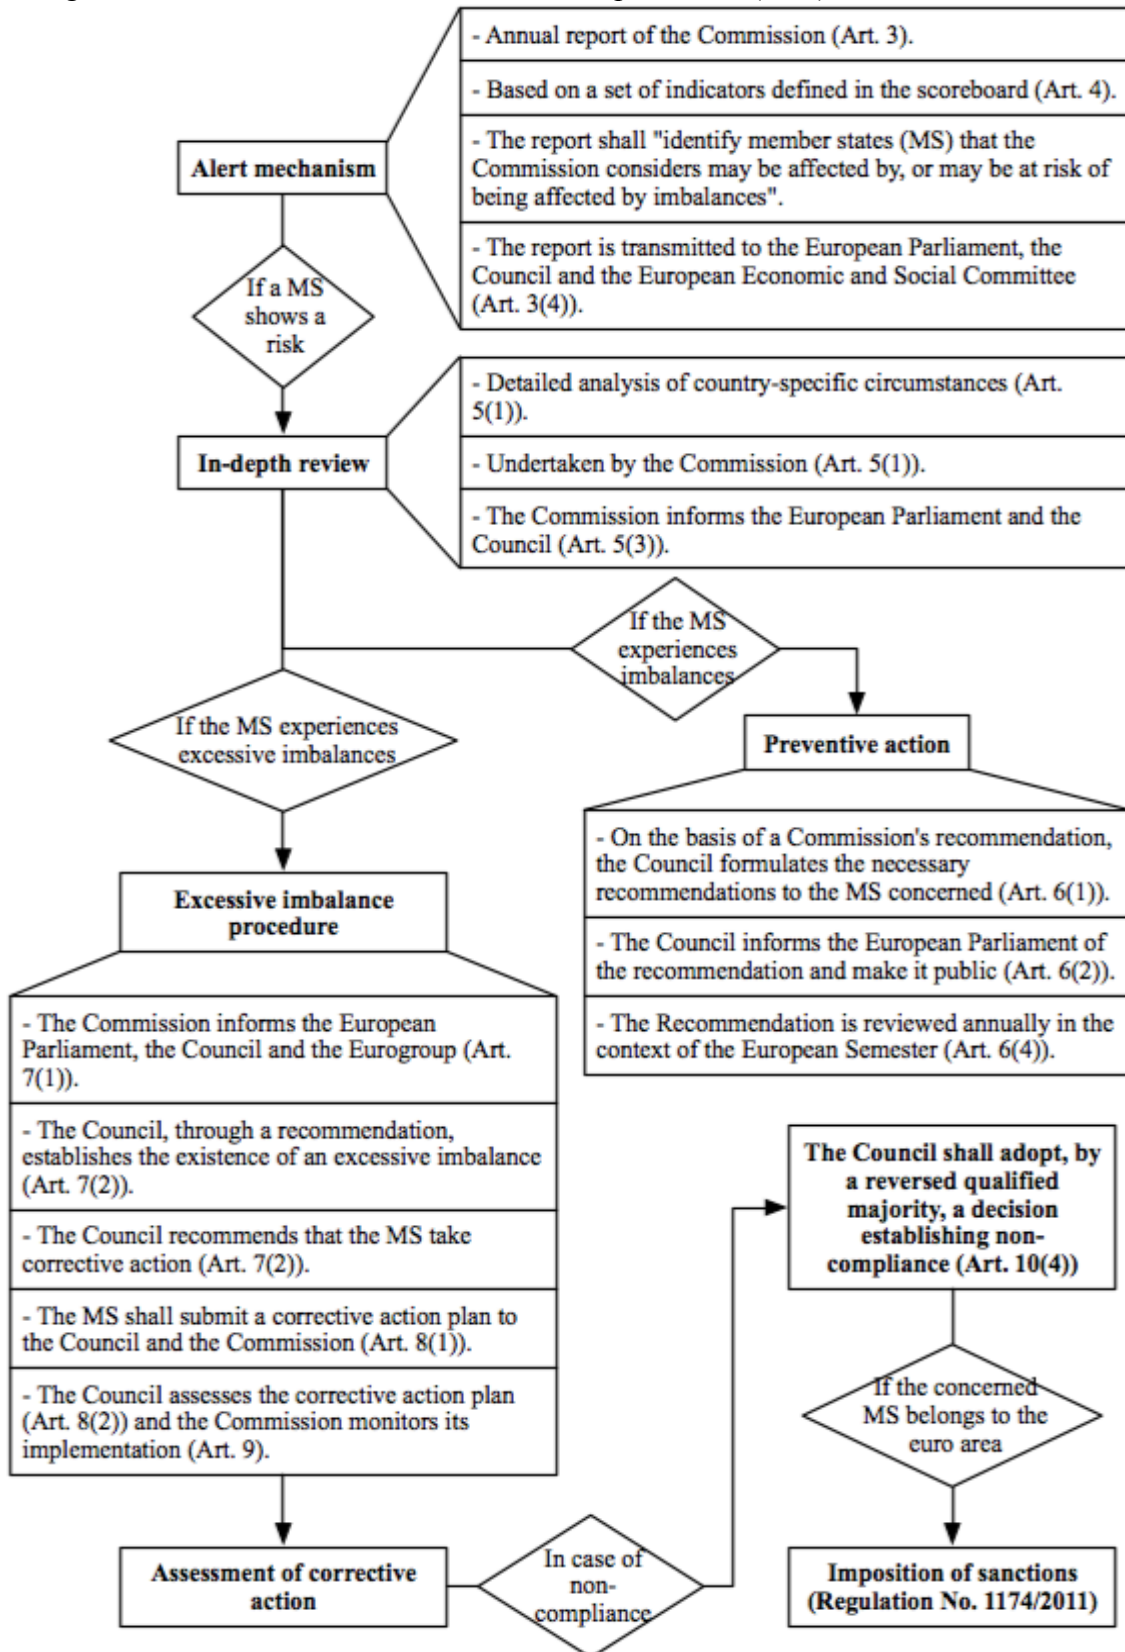 - Annual report of the Commission (Art. 3).
- Based on a set of indicators defined in the scoreboard (Art. 4).
- The report shall "identify member states (MS) that the
Commission considers may be affected by, or may be at risk of
being affected by imbalances".
- The report is transmitted to the European Parliament, the
Council and the European Economic and Social Committee
(Art. 3(4)).
Alert mechanism
If a MS
shows a
risk
- Detailed analysis of country-specific circumstances (Art.
5(1)).
- Undertaken by the Commission (Art. 5(1)).
- The Commission informs the European Parliament and the
Council (Art. 5(3)).
In-depth review
If the MS
experiences
imbalances
If the MS experiences
excessive imbalances
Preventive action
- On the basis of a Commission's recommendation,
the Council formulates the necessary
recommendations to the MS concerned (Art. 6(1)).
- The Council informs the European Parliament of
the recommendation and make it public (Art. 6(2)).
- The Recommendation is reviewed annually in the
context of the European Semester (Art. 6(4)).
Excessive imbalance
procedure
- The Commission informs the European
Parliament, the Council and the Eurogroup (Art.
7(1)).
- The Council, through a recommendation,
establishes the existence of an excessive imbalance
(Art. 7(2)).
- The Council recommends that the MS take
corrective action (Art. 7(2)).
- The MS shall submit a corrective action plan to
the Council and the Commission (Art. 8(1)).
- The Council assesses the corrective action plan
(Art. 8(2)) and the Commission monitors its
implementation (Art. 9).
Assessment of corrective
action
In case of
non-
compliance
The Council shall adopt, by
a reversed qualified
majority, a decision
establishing non-
compliance (Art. 10(4))
If the concerned
MS belongs to the
euro area
Imposition of sanctions
(Regulation No. 1174/2011)